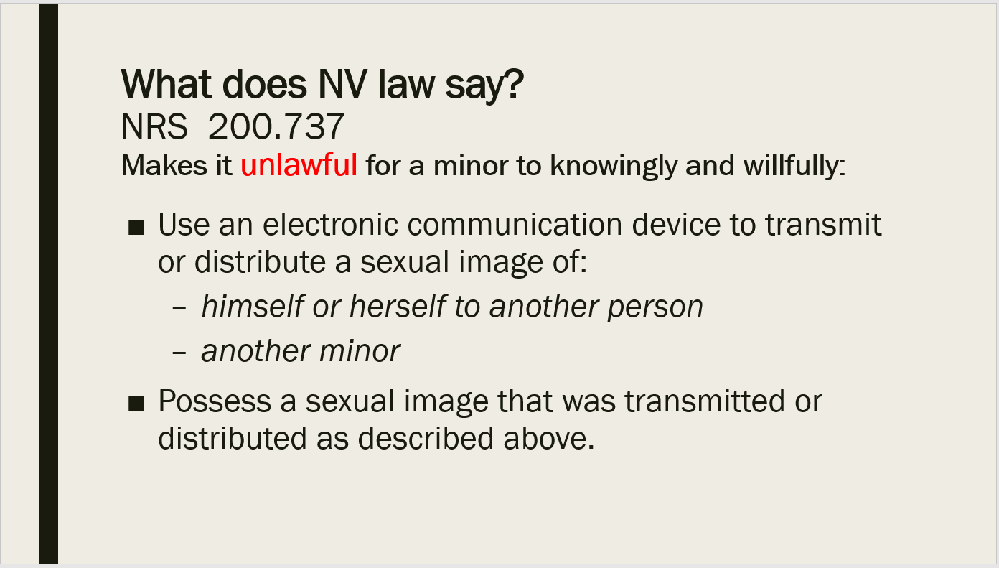 What does NV law say?
NRS  200.737
Makes it unlawful for a minor to knowingly and willfully:
■ Use an electronic communication device to transmit
or distribute a sexual image of:
– himself or herself to another person
– another minor
■ Possess a sexual image that was transmitted or
distributed as described above.